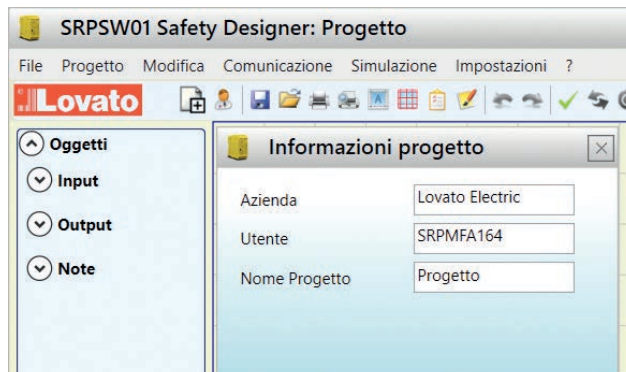 SRPSW01 Safety Designer: Progetto
File Progetto Modifica Comunicazione Simulazione Impostazioni ?
Lovato
Oggetti
Input
Output
Note
Informazioni progetto
Azienda Lovato Electric
Utente SRPMFA164
Nome Progetto Progetto